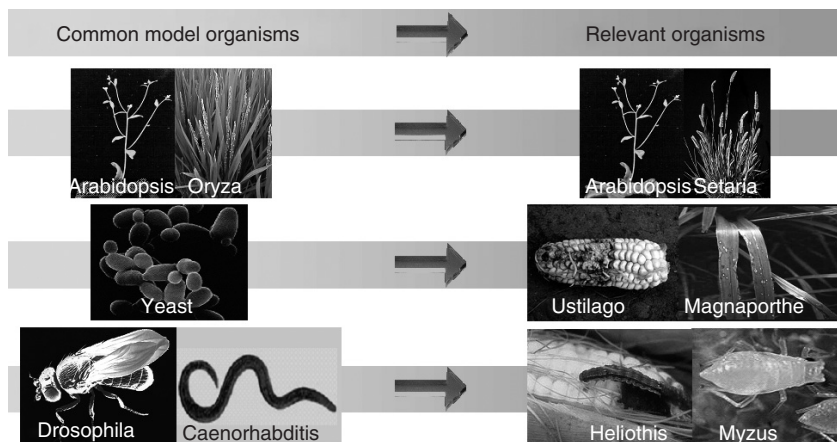 Common model organisms Relevant organisms
Arabidopsis Oryza Arabidopsis Setaria
Yeast Ustilago Magnaporthe
Drosophila Caenorhabditis Heliothis Myzus